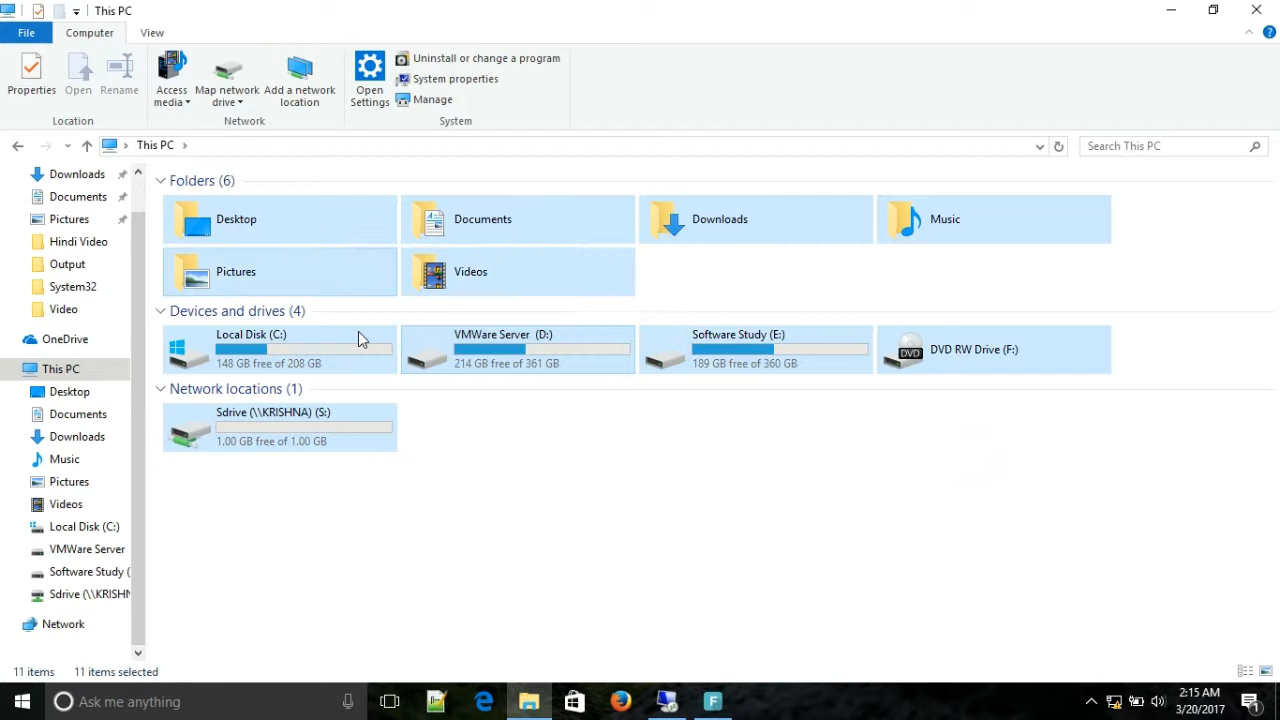 This PC
File
Computer
View
Properties
Open
Rename
Access media
Map network drive
Add a network location
Open Settings
Uninstall or change a program
System properties
Manage
Location
Network
System
This PC
Search This PC
Downloads
Documents
Pictures
Hindi Video
Output
System32
Video
OneDrive
This PC
Desktop
Documents
Downloads
Music
Pictures
Videos
Local Disk (C:)
VMWare Server
Software Study (
Sdrive (\\KRISHN
Network
Folders (6)
Desktop
Documents
Downloads
Music
Pictures
Videos
Devices and drives (4)
Local Disk (C:)
148 GB free of 208 GB
VMWare Server (D:)
214 GB free of 361 GB
Software Study (E:)
189 GB free of 360 GB
DVD
DVD RW Drive (F:)
Network locations (1)
Sdrive (\\KRISHNA) (S:)
1.00 GB free of 1.00 GB
11 items
11 items selected
Ask me anything
F
2:15 AM
3/20/2017
1